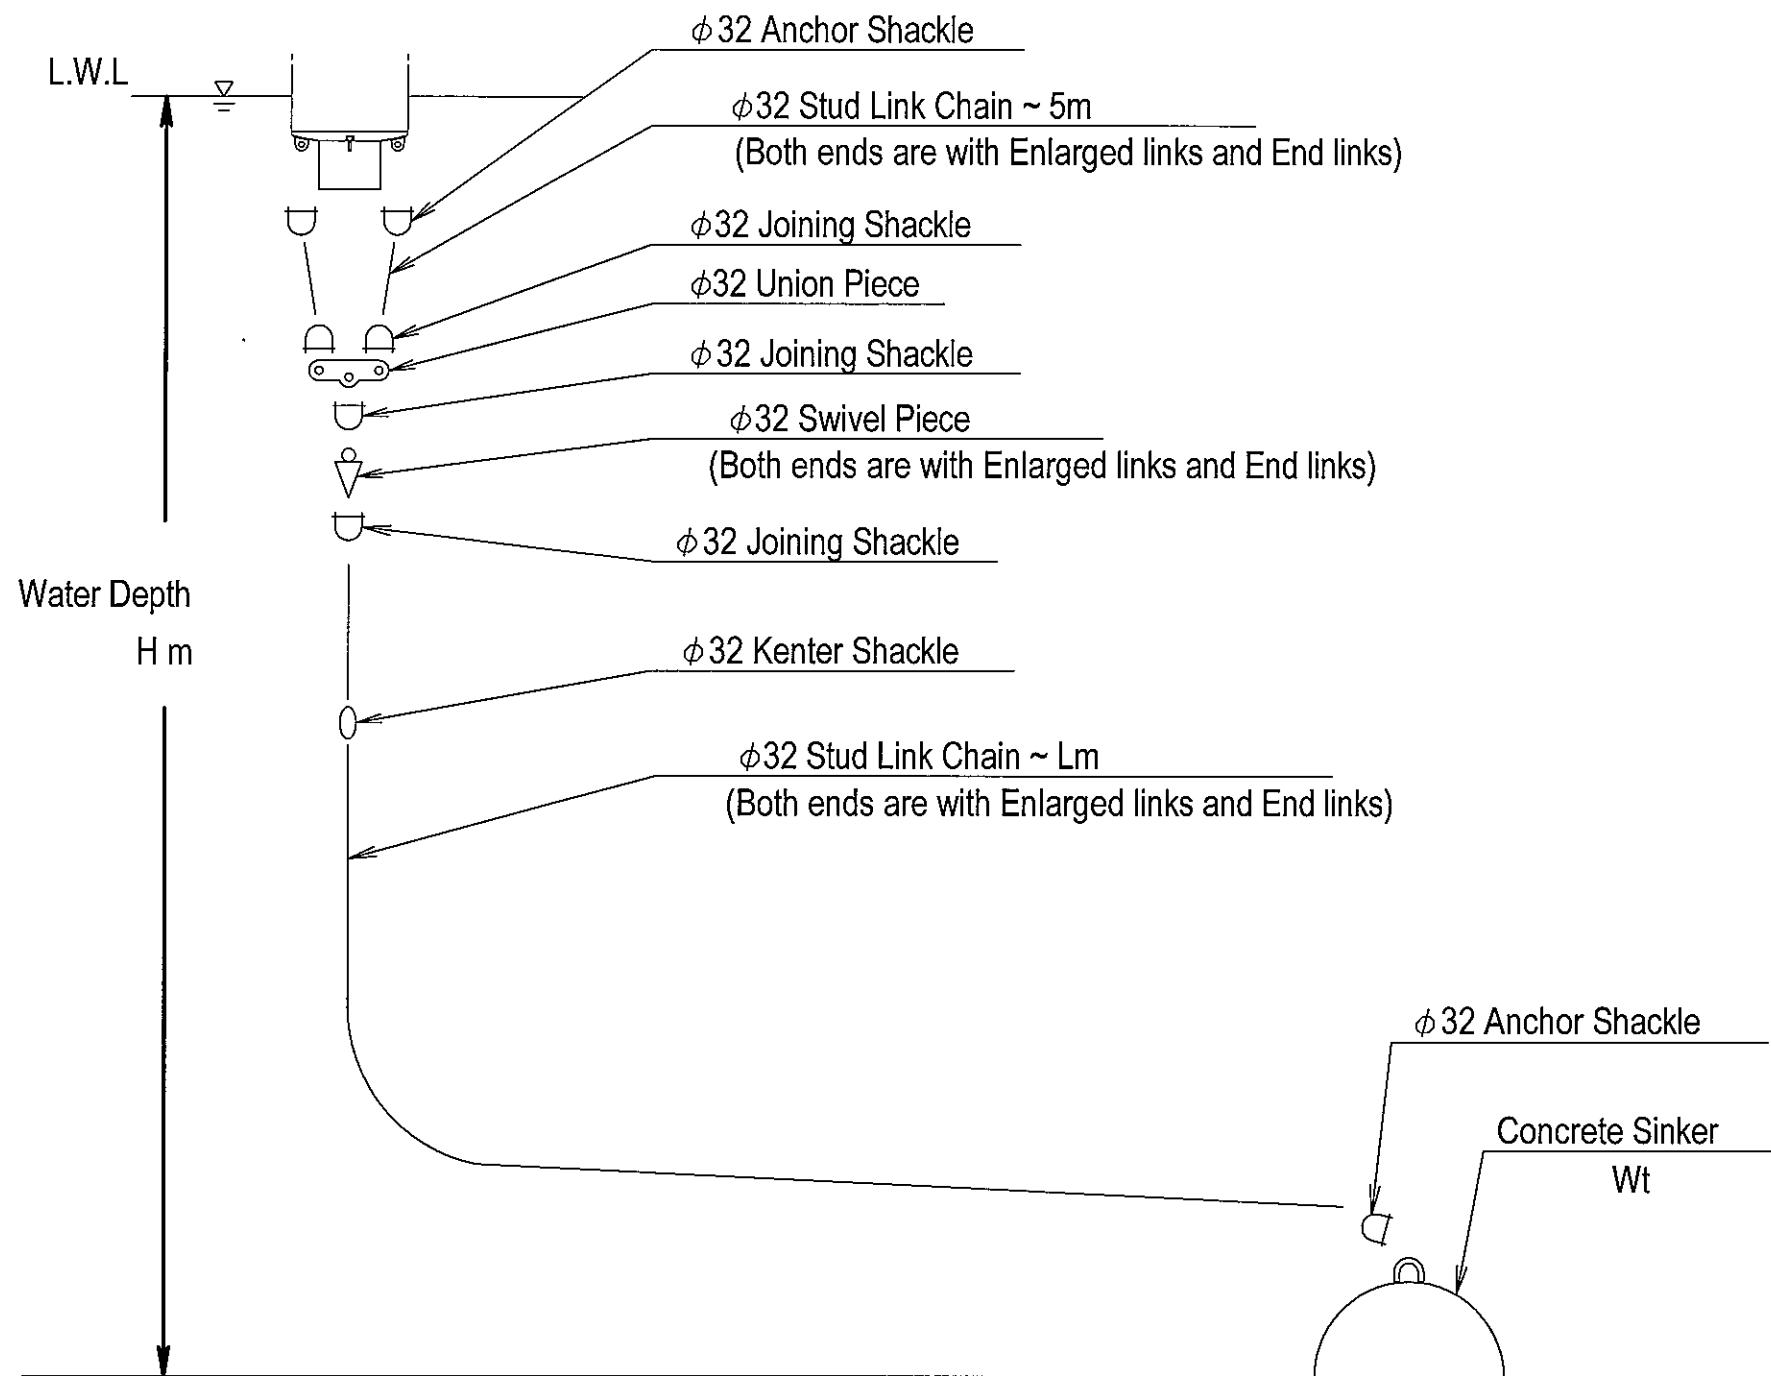 φ32 Anchor Shackle
L.W.L
φ32 Stud Link Chain ~ 5m
(Both ends are with Enlarged links and End links)
φ32 Joining Shackle
φ32 Union Piece
φ32 Joining Shackle
φ32 Swivel Piece
(Both ends are with Enlarged links and End links)
φ32 Joining Shackle
Water Depth
H m
φ32 Kenter Shackle
φ32 Stud Link Chain ~ Lm
(Both ends are with Enlarged links and End links)
φ32 Anchor Shackle
Concrete Sinker
Wt